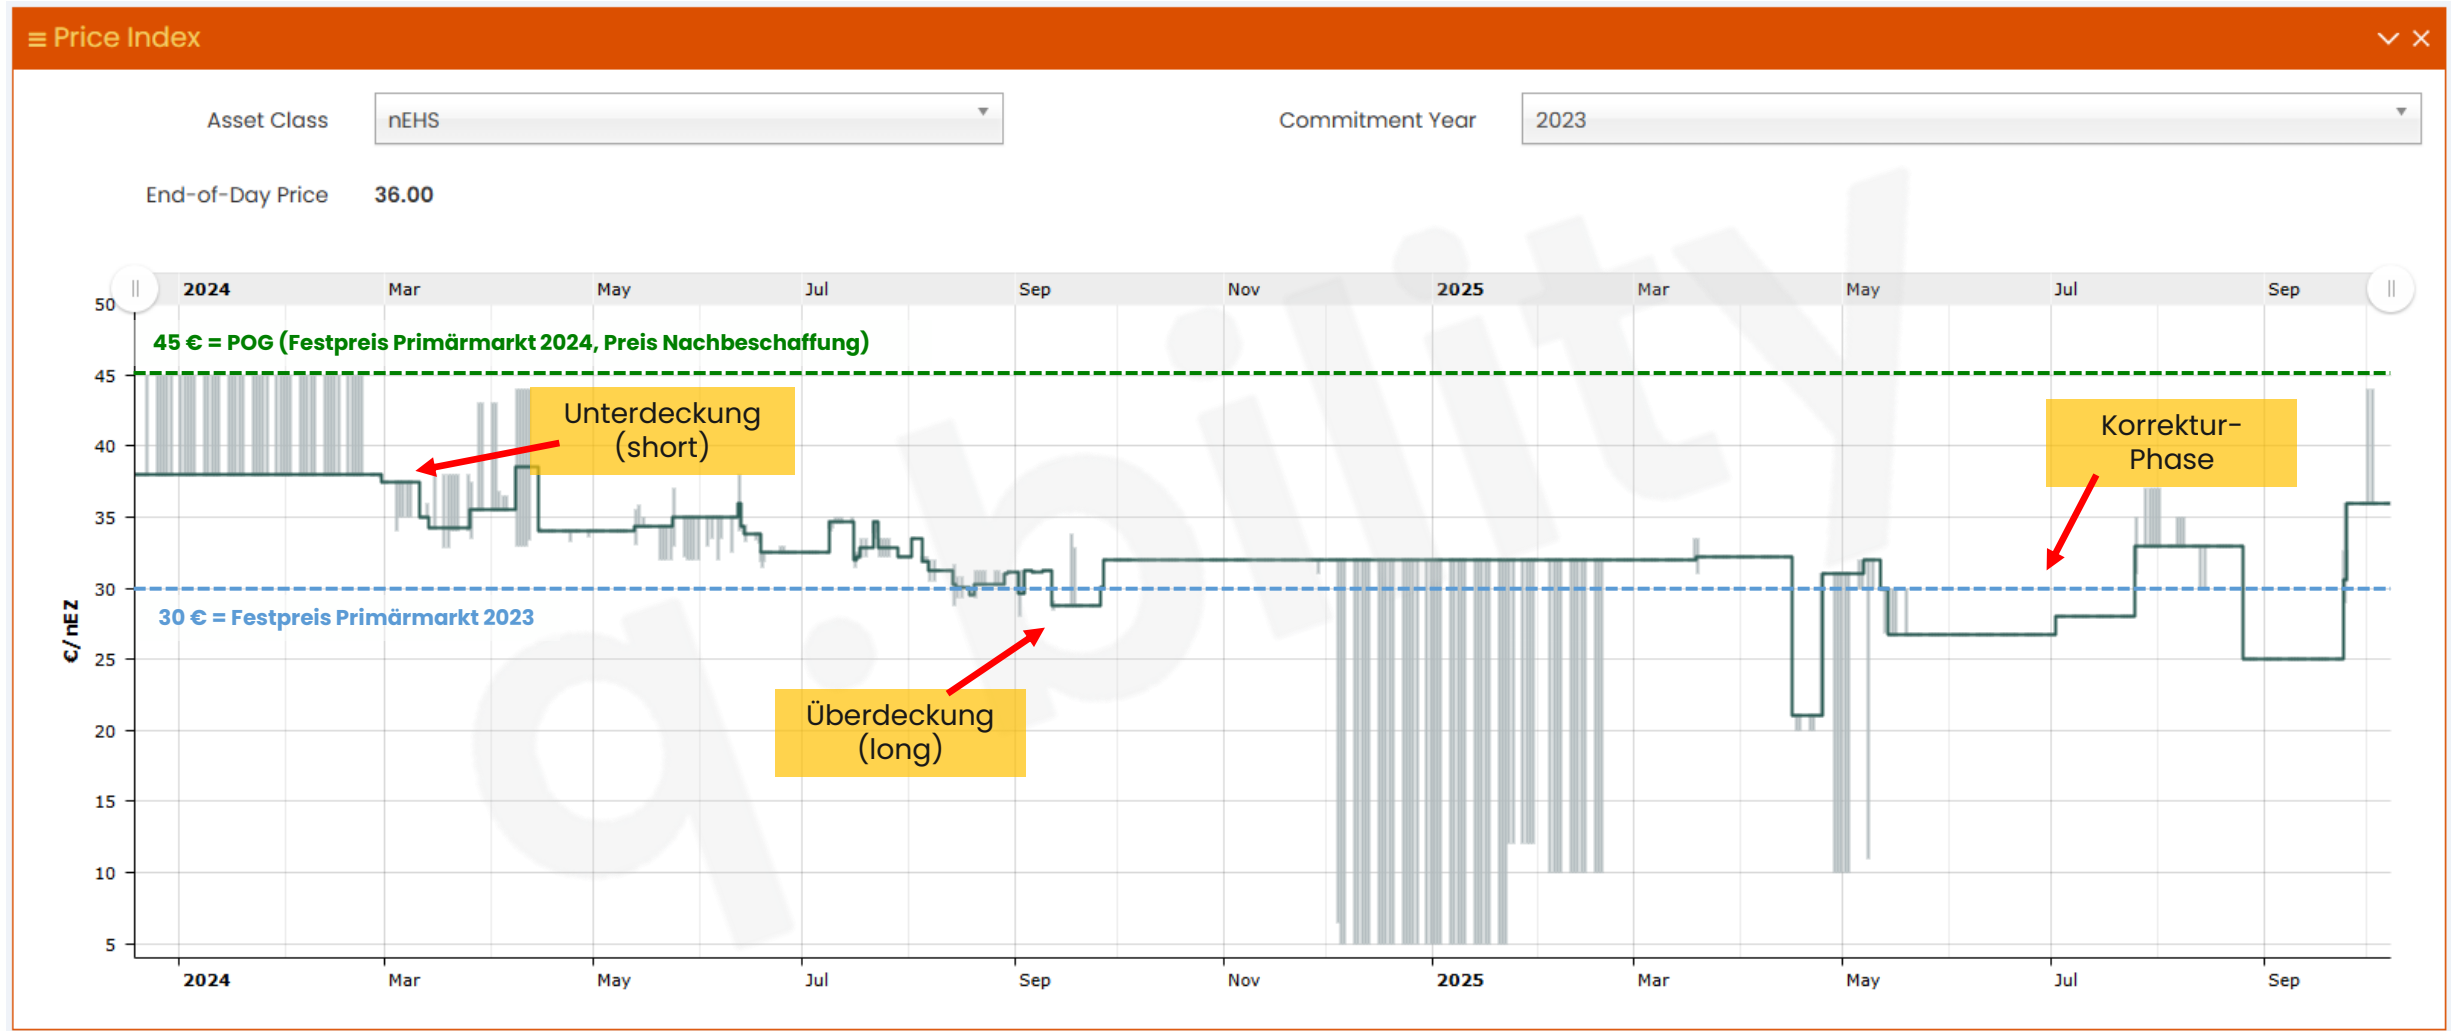 ≡ Price Index
Asset Class
nEHS
Commitment Year
2023
End-of-Day Price
36.00
2024
Mar
May
Jul
Sep
Nov
2025
Mar
May
Jul
Sep
50
45
40
35
30
25
20
15
10
5
€/nEZ
45 € = POG (Festpreis Primärmarkt 2024, Preis Nachbeschaffung)
Unterdeckung
(short)
Korrektur-
Phase
30 € = Festpreis Primärmarkt 2023
Überdeckung
(long)
q·bility
2024
Mar
May
Jul
Sep
Nov
2025
Mar
May
Jul
Sep